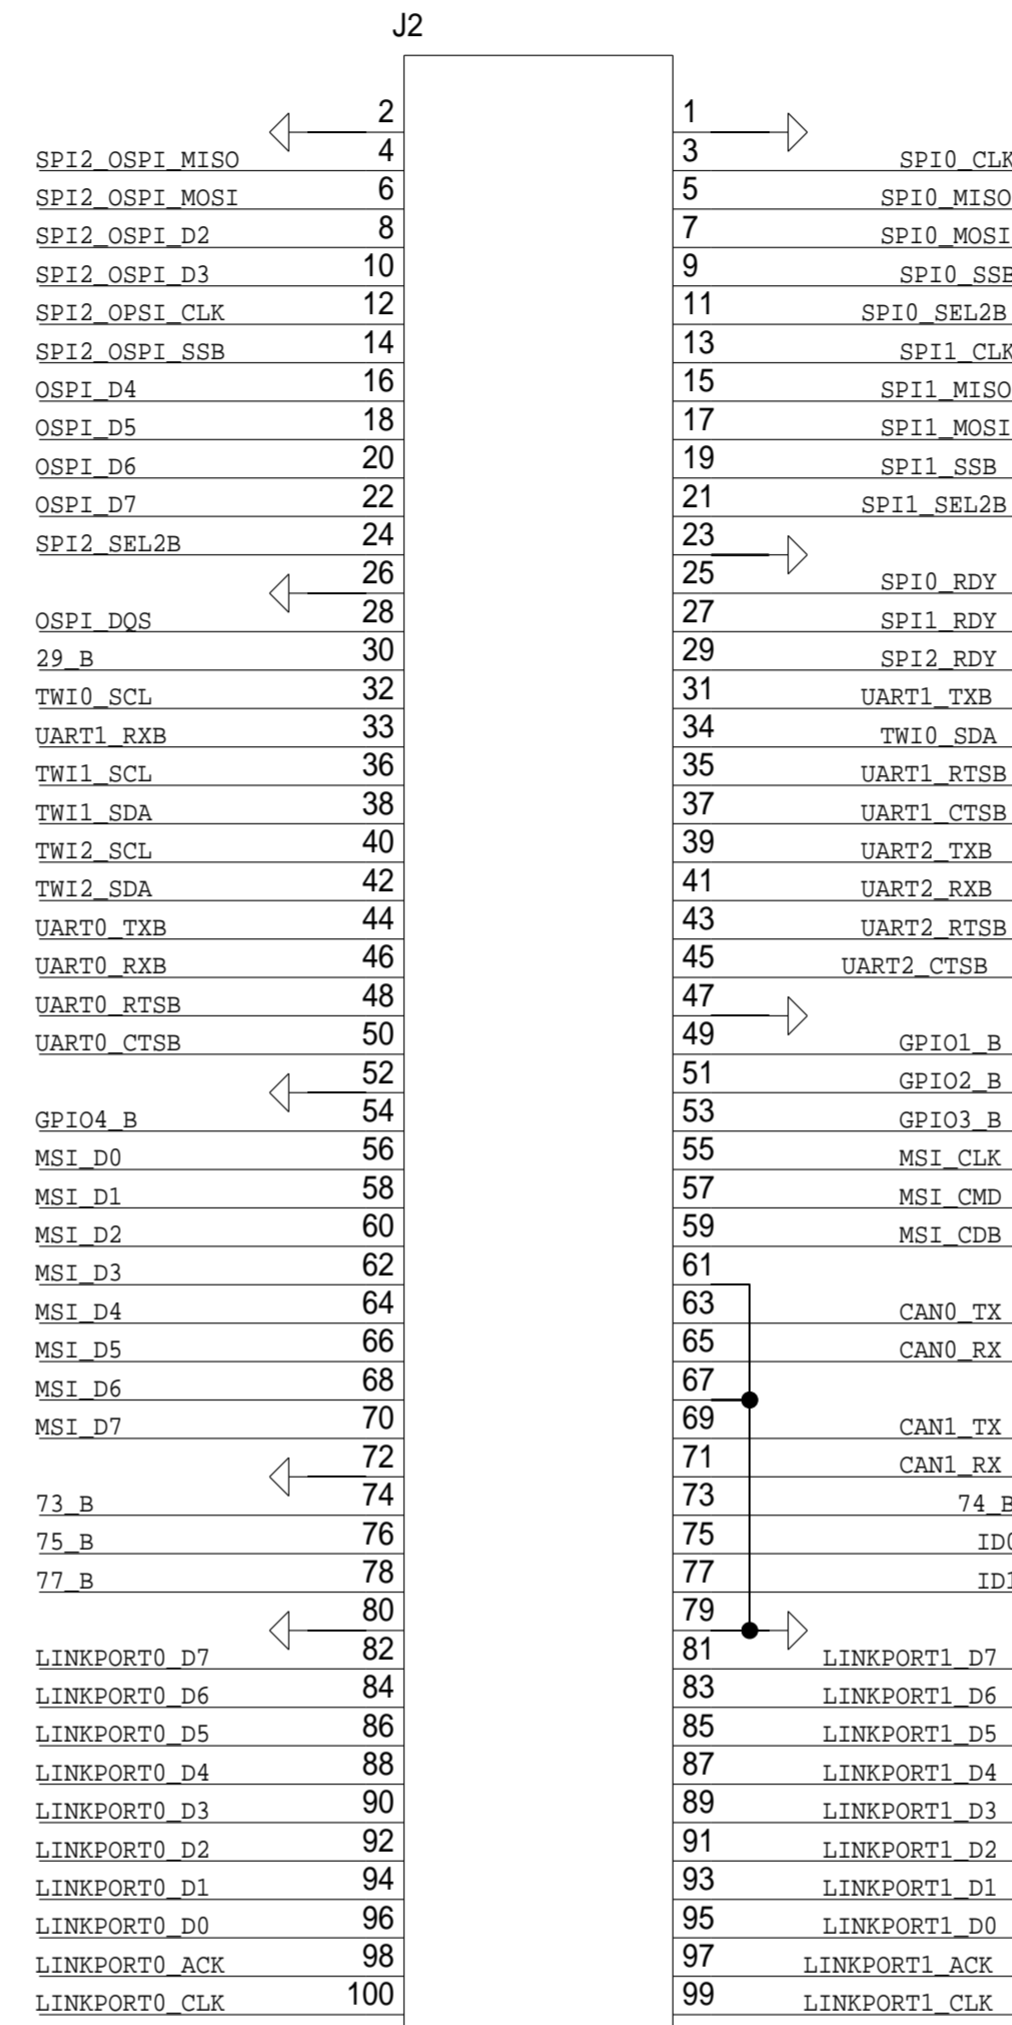 J2
2 1
SPI2_OSPI_MISO 4 3 SPI0_CLK
SPI2_OSPI_MOSI 6 5 SPI0_MISO
SPI2_OSPI_D2 8 7 SPI0_MOSI
SPI2_OSPI_D3 10 9 SPI0_SSB
SPI2_OPSI_CLK 12 11 SPI0_SEL2B
SPI2_OSPI_SSB 14 13 SPI1_CLK
OSPI_D4 16 15 SPI1_MISO
OSPI_D5 18 17 SPI1_MOSI
OSPI_D6 20 19 SPI1_SSB
OSPI_D7 22 21 SPI1_SEL2B
SPI2_SEL2B 24 23
26 25 SPI0_RDY
OSPI_DQS 28 27 SPI1_RDY
29_B 30 29 SPI2_RDY
TWI0_SCL 32 31 UART1_TXB
UART1_RXB 33 34 TWI0_SDA
TWI1_SCL 36 35 UART1_RTSB
TWI1_SDA 38 37 UART1_CTSB
TWI2_SCL 40 39 UART2_TXB
TWI2_SDA 42 41 UART2_RXB
UART0_TXB 44 43 UART2_RTSB
UART0_RXB 46 45 UART2_CTSB
UART0_RTSB 48 47
UART0_CTSB 50 49 GPIO1_B
52 51 GPIO2_B
GPIO4_B 54 53 GPIO3_B
MSI_D0 56 55 MSI_CLK
MSI_D1 58 57 MSI_CMD
MSI_D2 60 59 MSI_CDB
MSI_D3 62 61
MSI_D4 64 63 CAN0_TX
MSI_D5 66 65 CAN0_RX
MSI_D6 68 67
MSI_D7 70 69 CAN1_TX
72 71 CAN1_RX
73_B 74 73 74_B
75_B 76 75 ID0
77_B 78 77 ID1
80 79
LINKPORT0_D7 82 81 LINKPORT1_D7
LINKPORT0_D6 84 83 LINKPORT1_D6
LINKPORT0_D5 86 85 LINKPORT1_D5
LINKPORT0_D4 88 87 LINKPORT1_D4
LINKPORT0_D3 90 89 LINKPORT1_D3
LINKPORT0_D2 92 91 LINKPORT1_D2
LINKPORT0_D1 94 93 LINKPORT1_D1
LINKPORT0_D0 96 95 LINKPORT1_D0
LINKPORT0_ACK 98 97 LINKPORT1_ACK
LINKPORT0_CLK 100 99 LINKPORT1_CLK